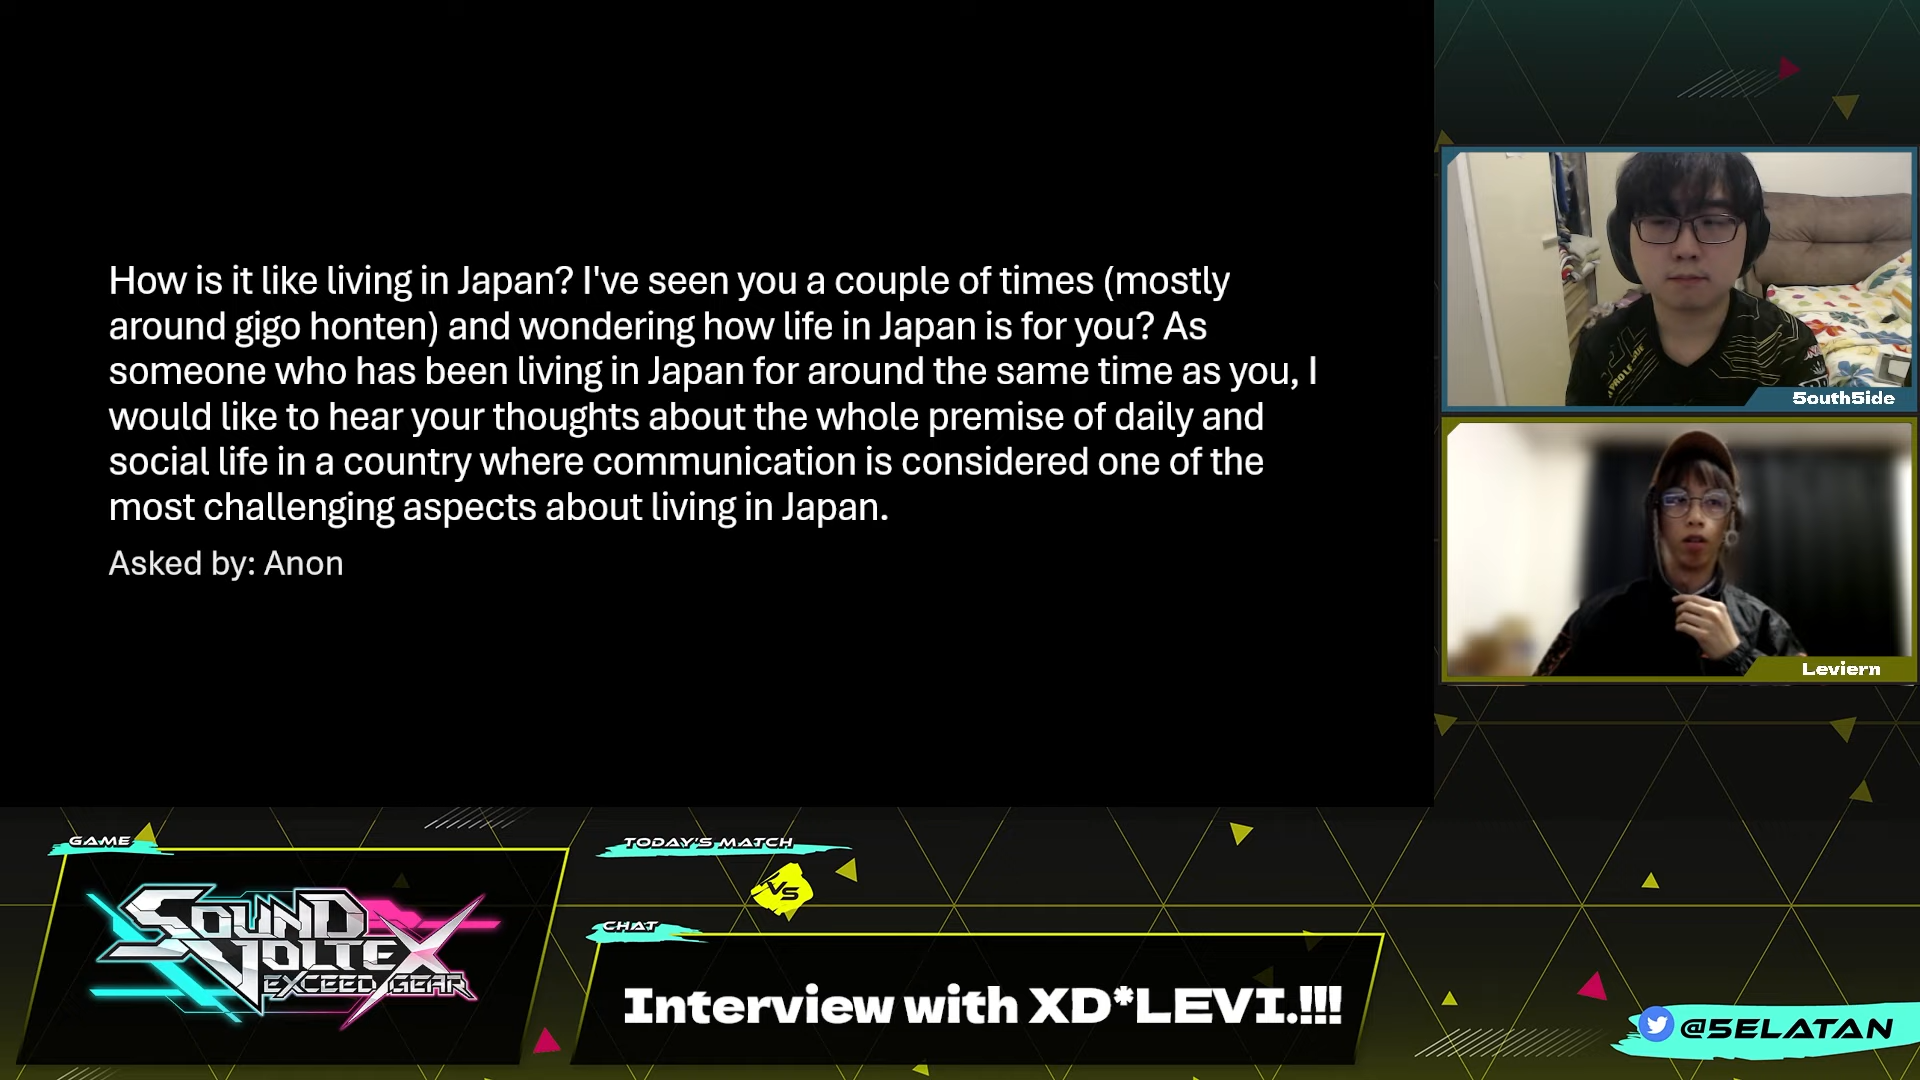 How is it like living in Japan? I've seen you a couple of times (mostly
around gigo honten) and wondering how life in Japan is for you? As
someone who has been living in Japan for around the same time as you, I
would like to hear your thoughts about the whole premise of daily and
social life in a country where communication is considered one of the
most challenging aspects about living in Japan.
Asked by: Anon
5outh5ide
Leviern
GAME
SOUND
VOLTEX
EXCEED GEAR
TODAY'S MATCH
VS
CHAT
Interview with XD*LEVI.!!!
@5ELATAN